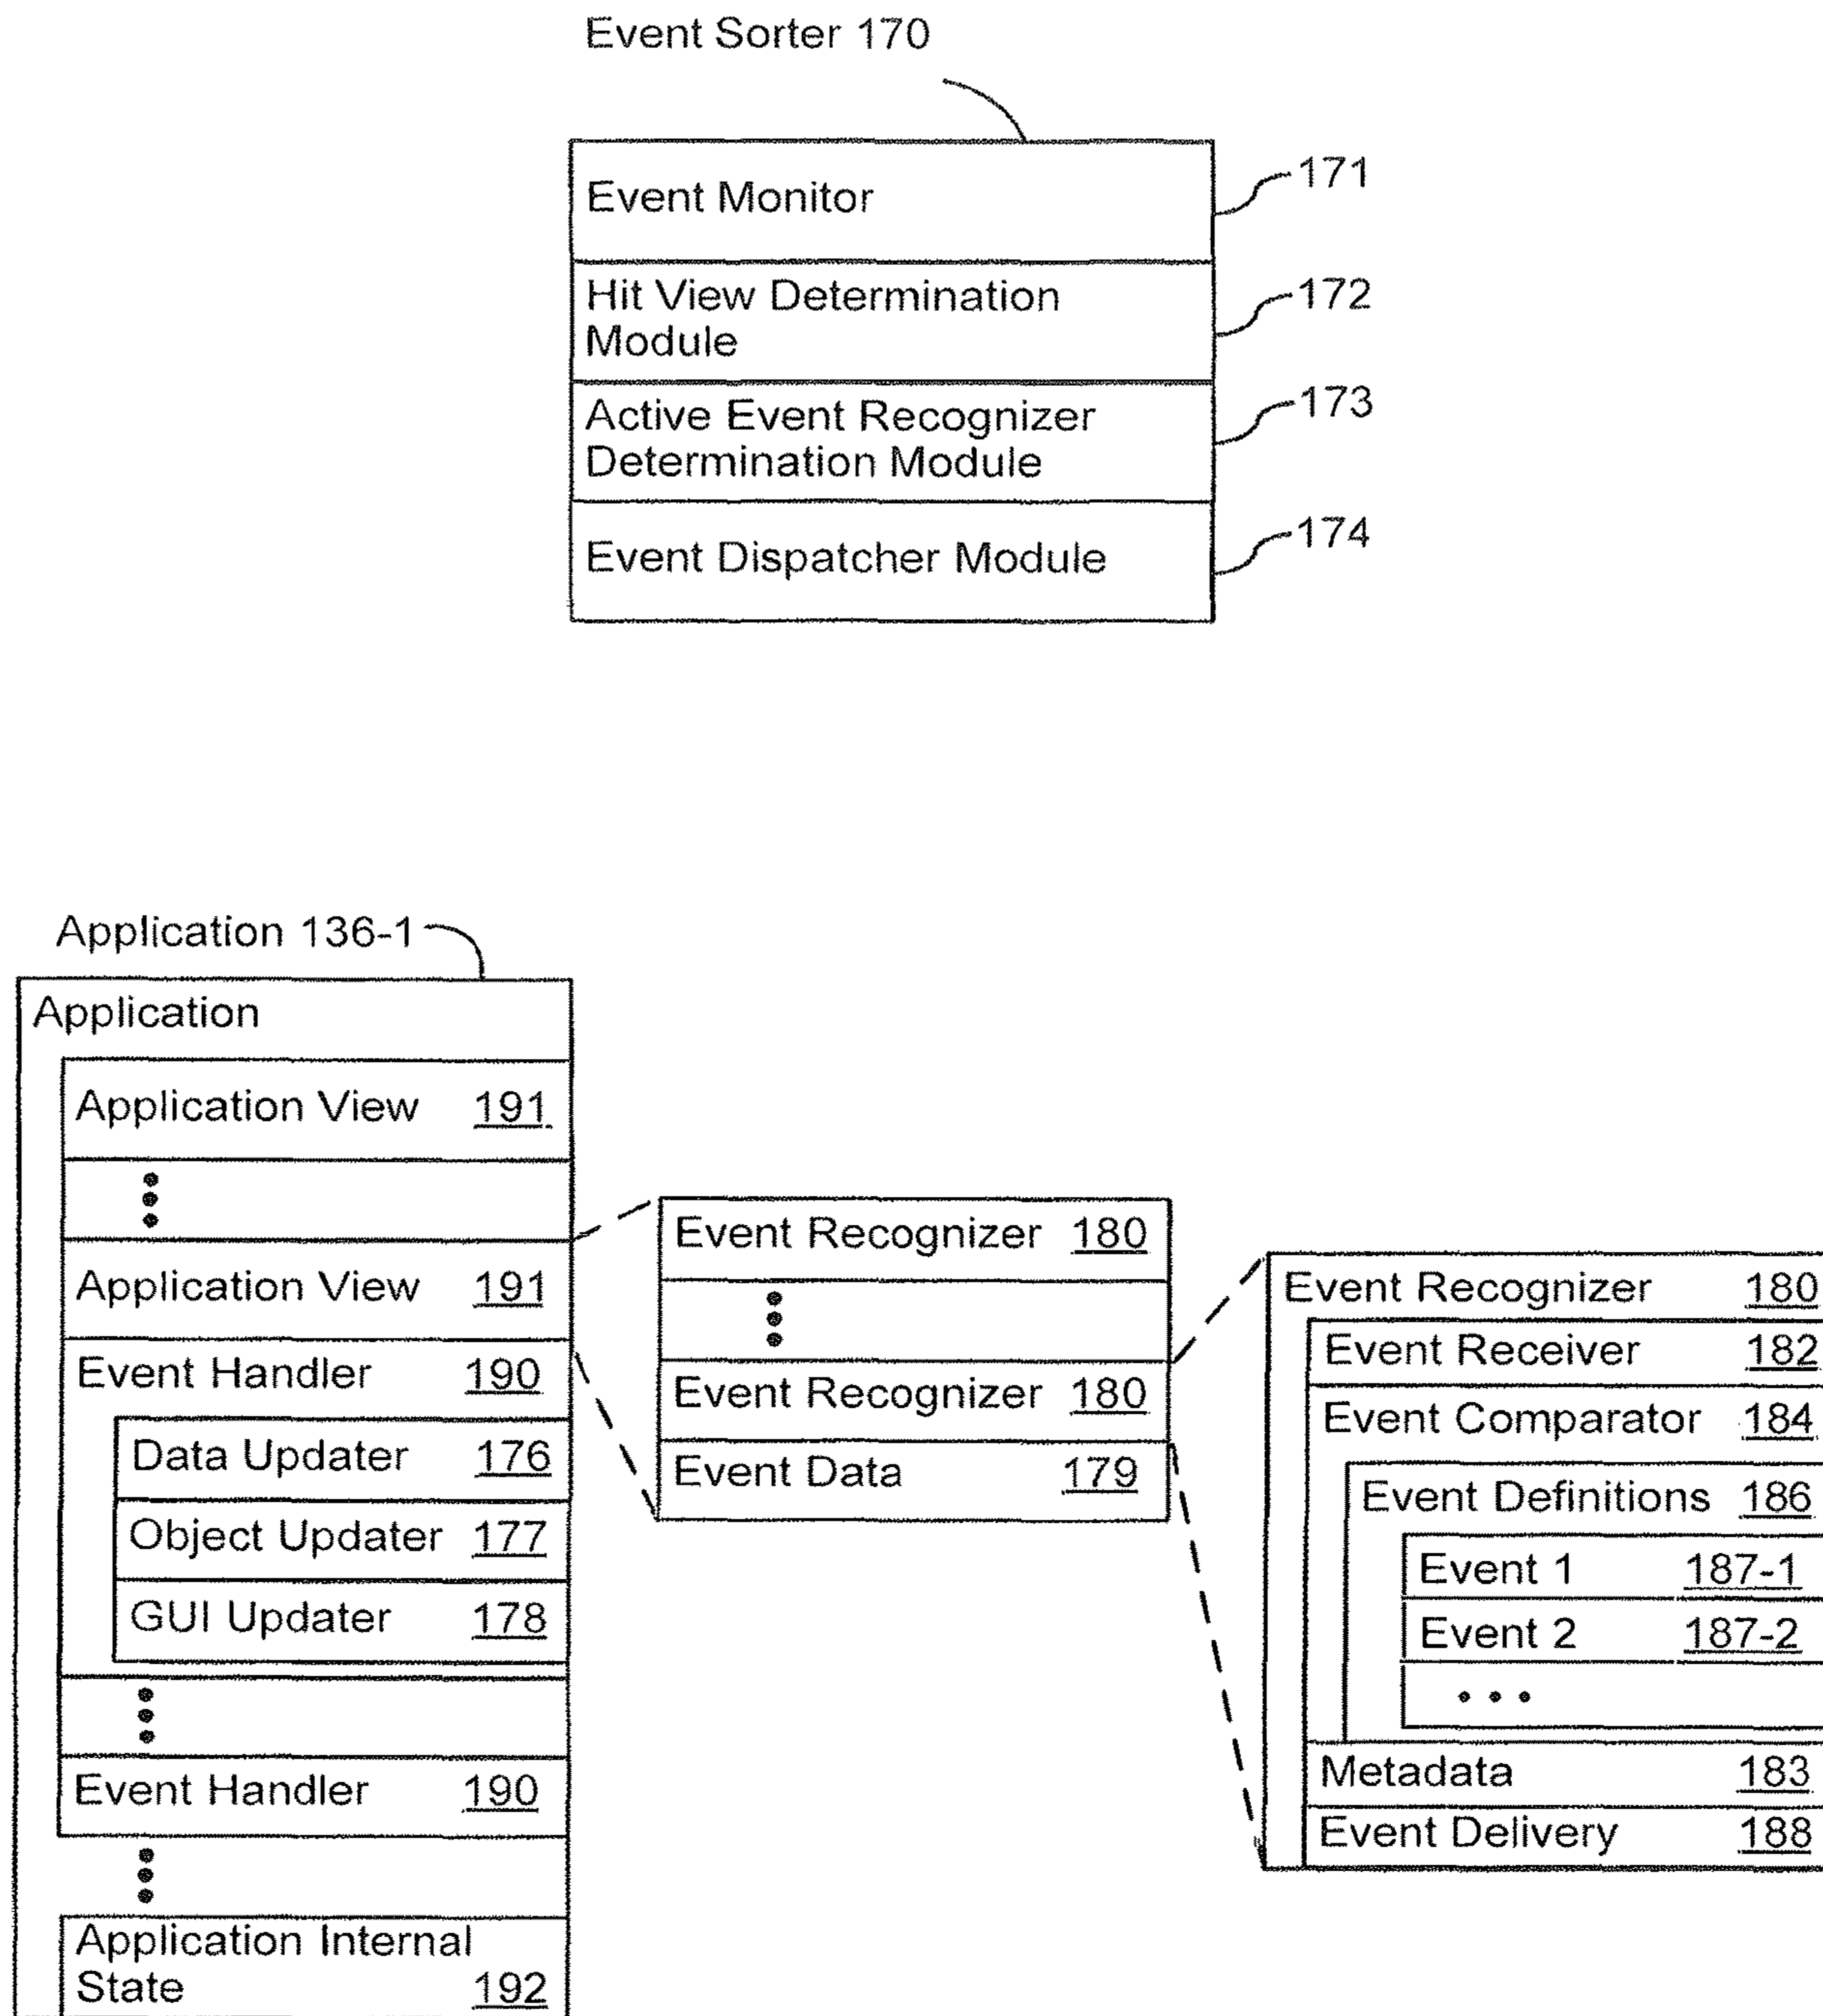 Event Sorter 170
Event Monitor
171
Hit View Determination
Module
172
Active Event Recognizer
Determination Module
173
Event Dispatcher Module
174
Application 136-1
Application
Application View 191
Application View 191
Event Handler 190
Data Updater 176
Object Updater 177
GUI Updater 178
Event Handler 190
Application Internal
State 192
Event Recognizer 180
Event Recognizer 180
Event Data 179
Event Recognizer 180
Event Receiver 182
Event Comparator 184
Event Definitions 186
Event 1 187-1
Event 2 187-2
Metadata 183
Event Delivery 188